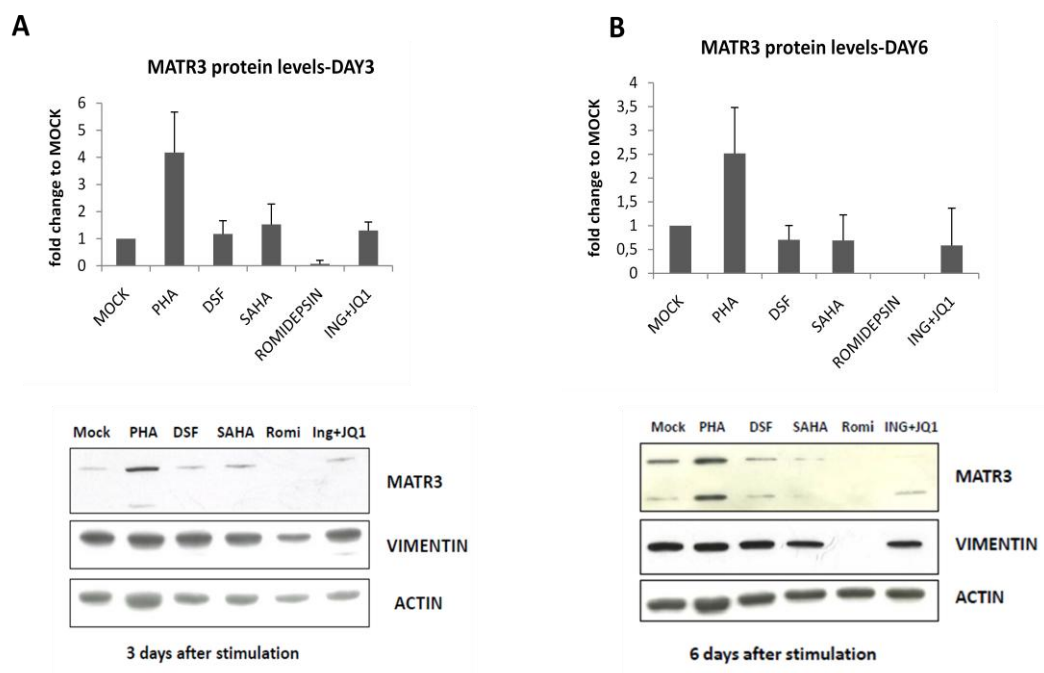 A
MATR3 protein levels-DAY3
fold change to MOCK
6
5
4
3
2
1
0
MOCK
PHA
DSF
SAHA
ROMIDEPSIN
ING+JQ1
Mock PHA DSF SAHA Romi Ing+JQ1
MATR3
VIMENTIN
ACTIN
3 days after stimulation
B
MATR3 protein levels-DAY6
fold change to MOCK
4
3,5
3
2,5
2
1,5
1
0,5
0
MOCK
PHA
DSF
SAHA
ROMIDEPSIN
ING+JQ1
Mock PHA DSF SAHA Romi ING+JQ1
MATR3
VIMENTIN
ACTIN
6 days after stimulation